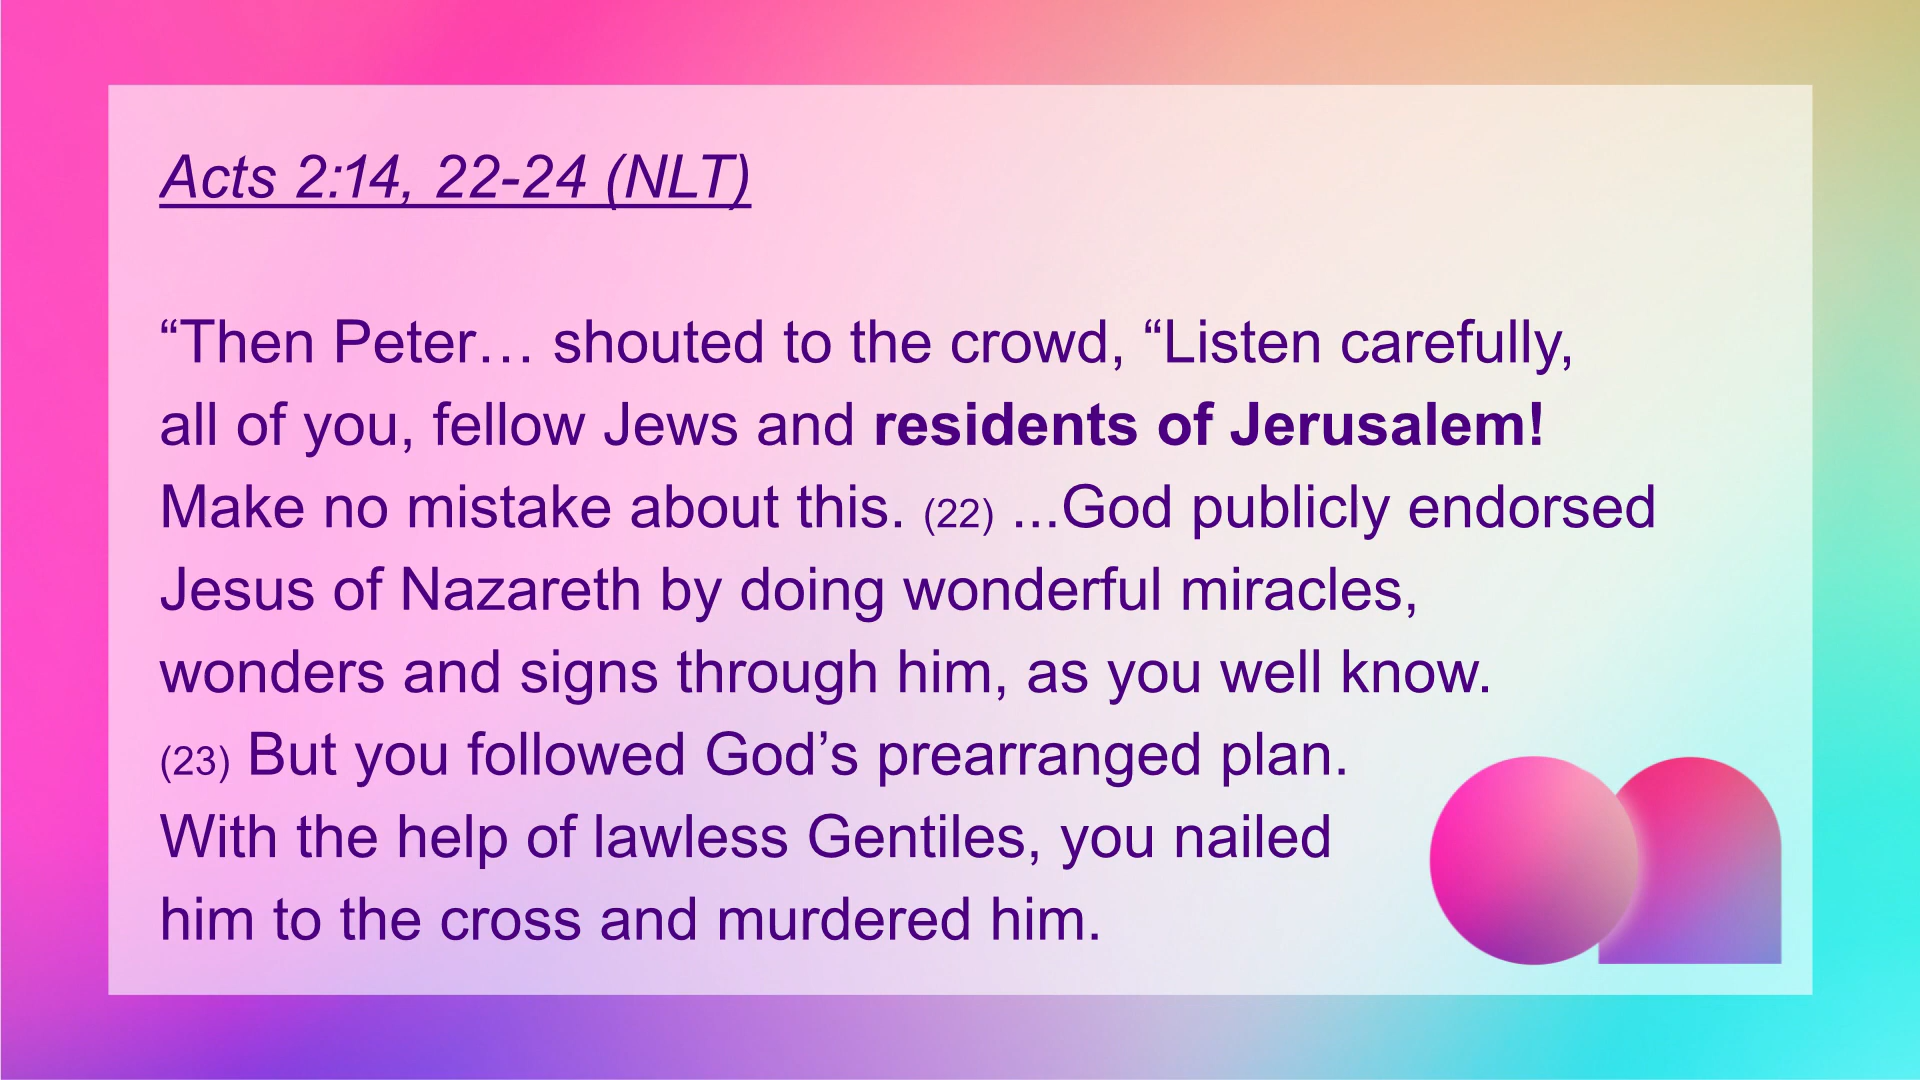 Acts 2:14, 22-24 (NLT)
“Then Peter… shouted to the crowd, “Listen carefully,
all of you, fellow Jews and residents of Jerusalem!
Make no mistake about this. (22) ...God publicly endorsed
Jesus of Nazareth by doing wonderful miracles,
wonders and signs through him, as you well know.
(23) But you followed God’s prearranged plan.
With the help of lawless Gentiles, you nailed
him to the cross and murdered him.